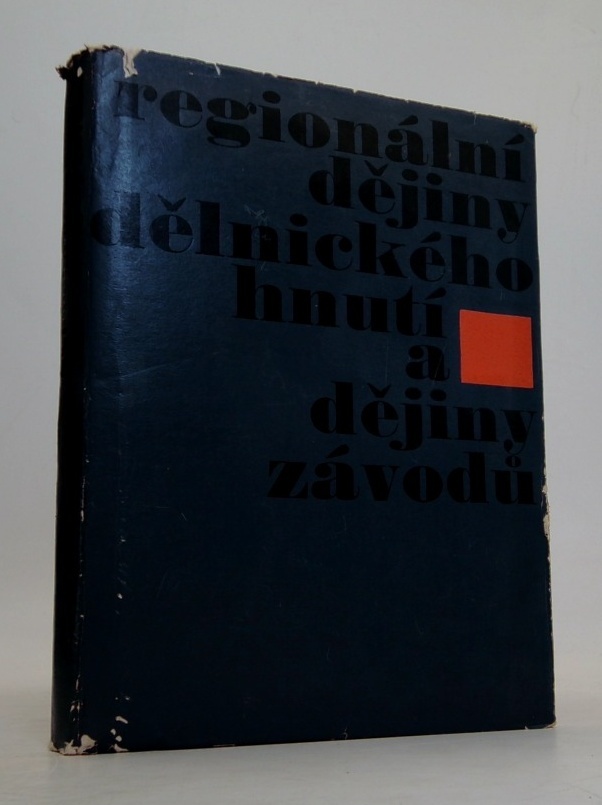 regionální
dějiny
dělnického
hnutí
a
dějiny
závodů